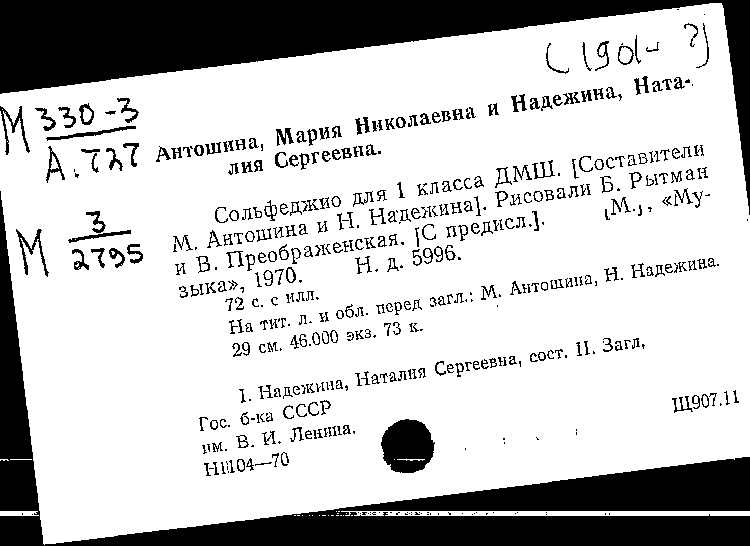 (1901- ?)
М 330-3
А.727
Антошина, Мария Николаевна и Надежина, Ната-
лия Сергеевна.
М 3
2795
Сольфеджио для 1 класса ДМШ. [Составители
М. Антошина и Н. Надежина]. Рисовали Б. Рытман
и В. Преображенская. [С предисл.]. [М.], «Му-
зыка», 1970. Н. д. 5996.
72 с. с илл.
На тит. л. и обл. перед загл.: М. Антошина, Н. Надежина.
29 см. 46.000 экз. 73 к.
I. Надежина, Наталия Сергеевна, сост. II. Загл.
Гос. б-ка СССР
им. В. И. Ленина.
Щ907.11
НП104—70